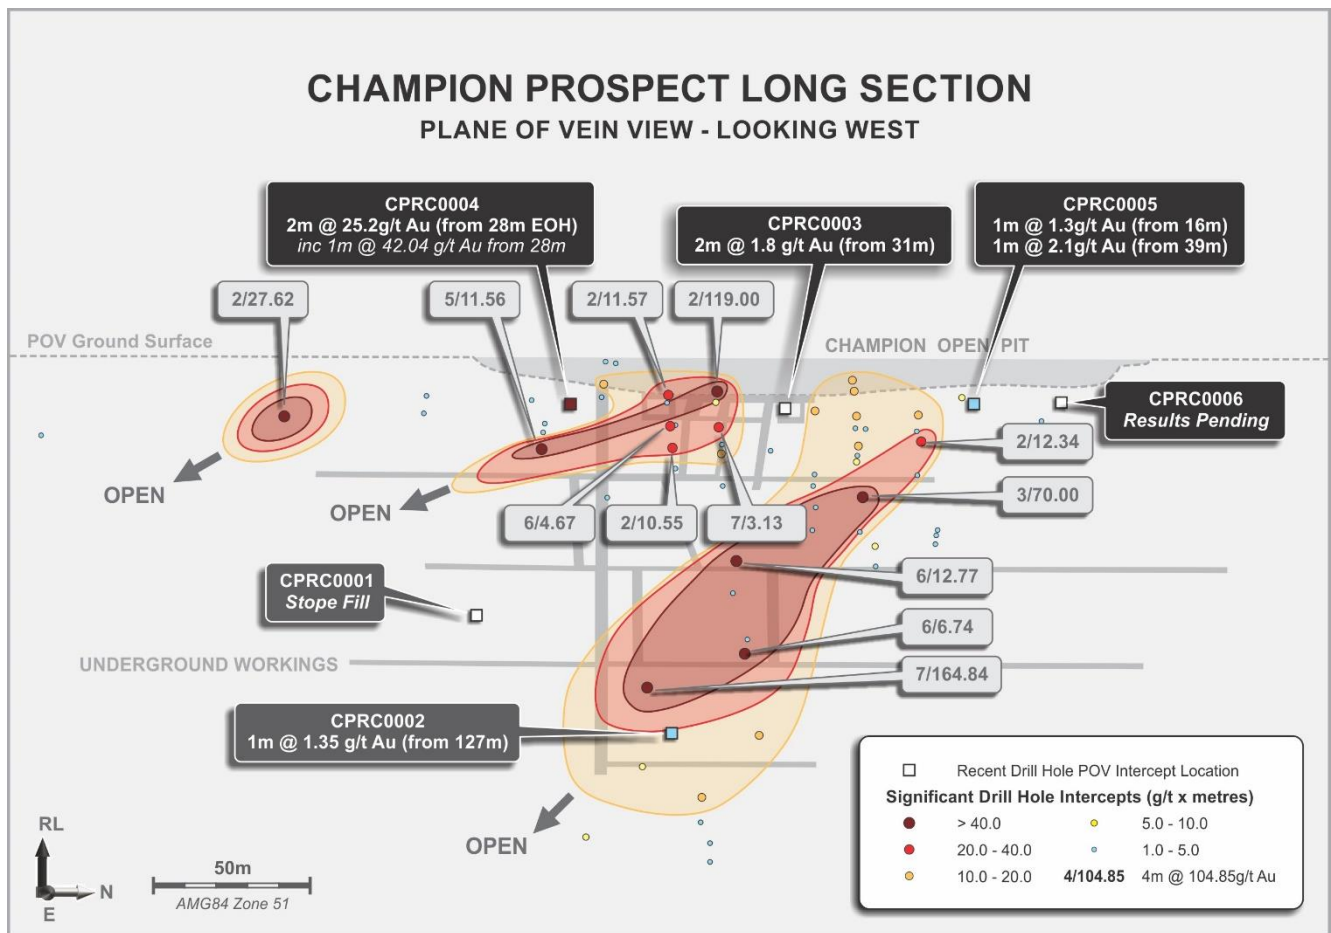 CHAMPION PROSPECT LONG SECTION
PLANE OF VEIN VIEW - LOOKING WEST
CPRC0004
2m @ 25.2g/t Au (from 28m EOH)
inc 1m @ 42.04 g/t Au from 28m
CPRC0003
2m @ 1.8 g/t Au (from 31m)
CPRC0005
1m @ 1.3g/t Au (from 16m)
1m @ 2.1g/t Au (from 39m)
2/27.62
5/11.56
2/11.57
2/119.00
POV Ground Surface
CHAMPION OPEN PIT
CPRC0006
Results Pending
2/12.34
OPEN
OPEN
3/70.00
6/4.67
2/10.55
7/3.13
CPRC0001
Stope Fill
6/12.77
6/6.74
UNDERGROUND WORKINGS
7/164.84
CPRC0002
1m @ 1.35 g/t Au (from 127m)
OPEN
Recent Drill Hole POV Intercept Location
Significant Drill Hole Intercepts (g/t x metres)
> 40.0
5.0 - 10.0
20.0 - 40.0
1.0 - 5.0
10.0 - 20.0
4/104.85 4m @ 104.85g/t Au
RL
N
E
50m
AMG84 Zone 51